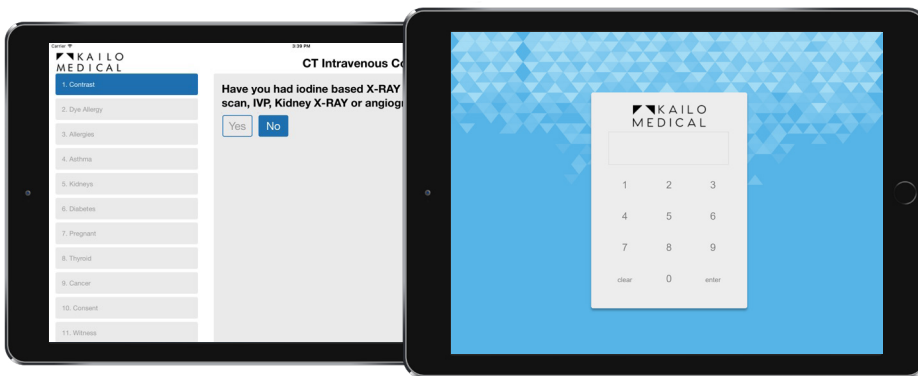 Carrier
3:39 PM
KAILO
MEDICAL
CT Intravenous Co
1. Contrast
Have you had iodine based X-RAY
scan, IVP, Kidney X-RAY or angiog
Yes No
2. Dye Allergy
3. Allergies
4. Asthma
5. Kidneys
6. Diabetes
7. Pregnant
8. Thyroid
9. Cancer
10. Consent
11. Witness
KAILO
MEDICAL
1 2 3
4 5 6
7 8 9
clear 0 enter